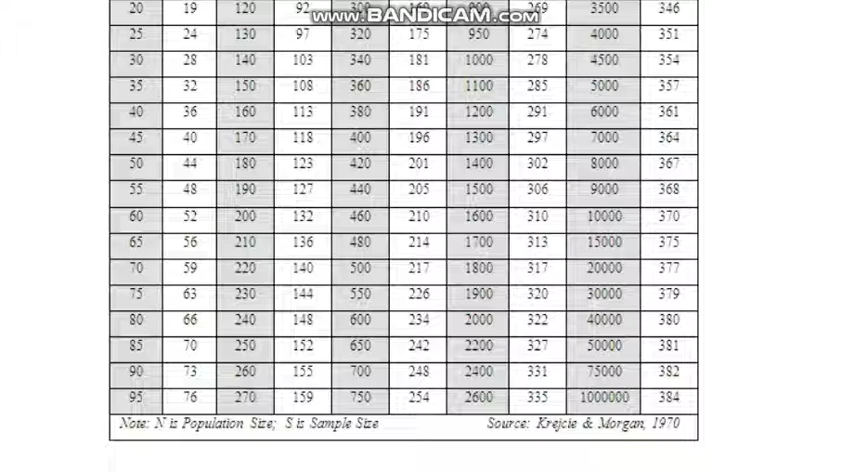 www.BANDICAM.com
20 19 120 92 300 269 3500 346
25 24 130 97 320 175 950 274 4000 351
30 28 140 103 340 181 1000 278 4500 354
35 32 150 108 360 186 1100 285 5000 357
40 36 160 113 380 191 1200 291 6000 361
45 40 170 118 400 196 1300 297 7000 364
50 44 180 123 420 201 1400 302 8000 367
55 48 190 127 440 205 1500 306 9000 368
60 52 200 132 460 210 1600 310 10000 370
65 56 210 136 480 214 1700 313 15000 375
70 59 220 140 500 217 1800 317 20000 377
75 63 230 144 550 226 1900 320 30000 379
80 66 240 148 600 234 2000 322 40000 380
85 70 250 152 650 242 2200 327 50000 381
90 73 260 155 700 248 2400 331 75000 382
95 76 270 159 750 254 2600 335 1000000 384
Note: N is Population Size; S is Sample Size Source: Krejcie & Morgan, 1970